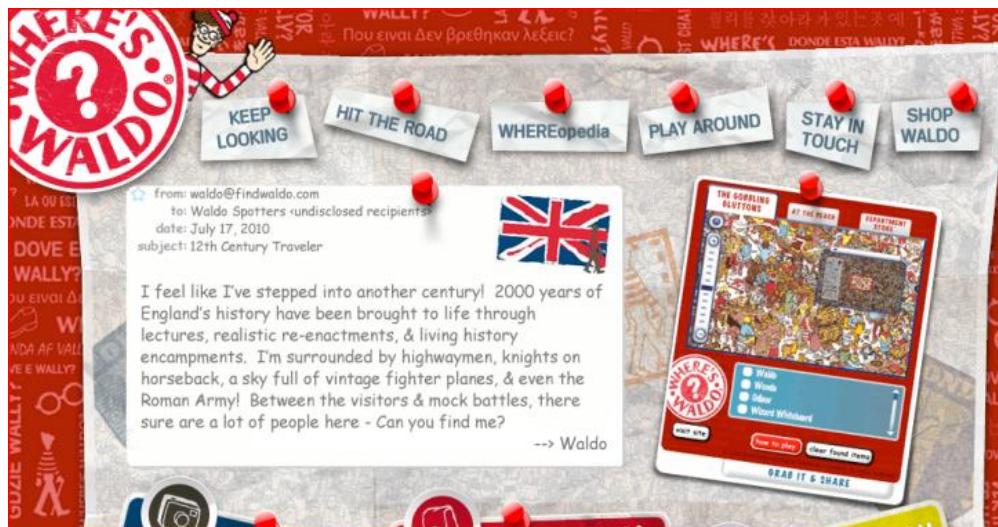 WALLY?
Που ειναι Δεν βρεθηκαν λεξεις?
WHERE'S
DONDE ESTA WALLY?
WHERE'S
?
WALDO
KEEP
LOOKING
HIT THE ROAD
WHEREopedia
PLAY AROUND
STAY IN
TOUCH
SHOP
WALDO
from: waldo@findwaldo.com
to: Waldo Spotters <undisclosed recipients>
date: July 17, 2010
subject: 12th Century Traveler
I feel like I've stepped into another century! 2000 years of
England's history have been brought to life through
lectures, realistic re-enactments, & living history
encampments. I'm surrounded by highwaymen, knights on
horseback, a sky full of vintage fighter planes, & even the
Roman Army! Between the visitors & mock battles, there
sure are a lot of people here - Can you find me?
--> Waldo
THE GOBBLING
GLUTTONS
AT THE BEACH
DEPARTMENT
STORE
WHERE'S
?
WALDO
Waldo
Wenda
Odlaw
Wizard Whitebeard
visit site
how to play
clear found items
GRAB IT & SHARE
DOVE E
WALLY?